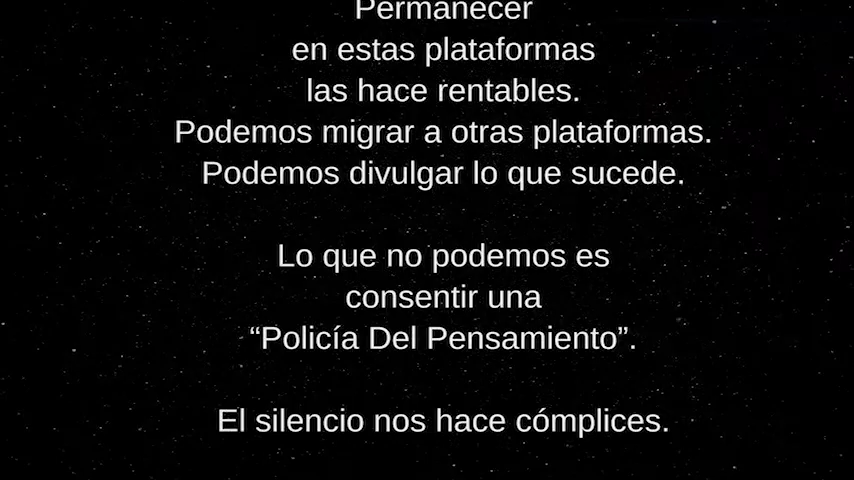 Permanecer
en estas plataformas
las hace rentables.
Podemos migrar a otras plataformas.
Podemos divulgar lo que sucede.
Lo que no podemos es
consentir una
“Policía Del Pensamiento”.
El silencio nos hace cómplices.